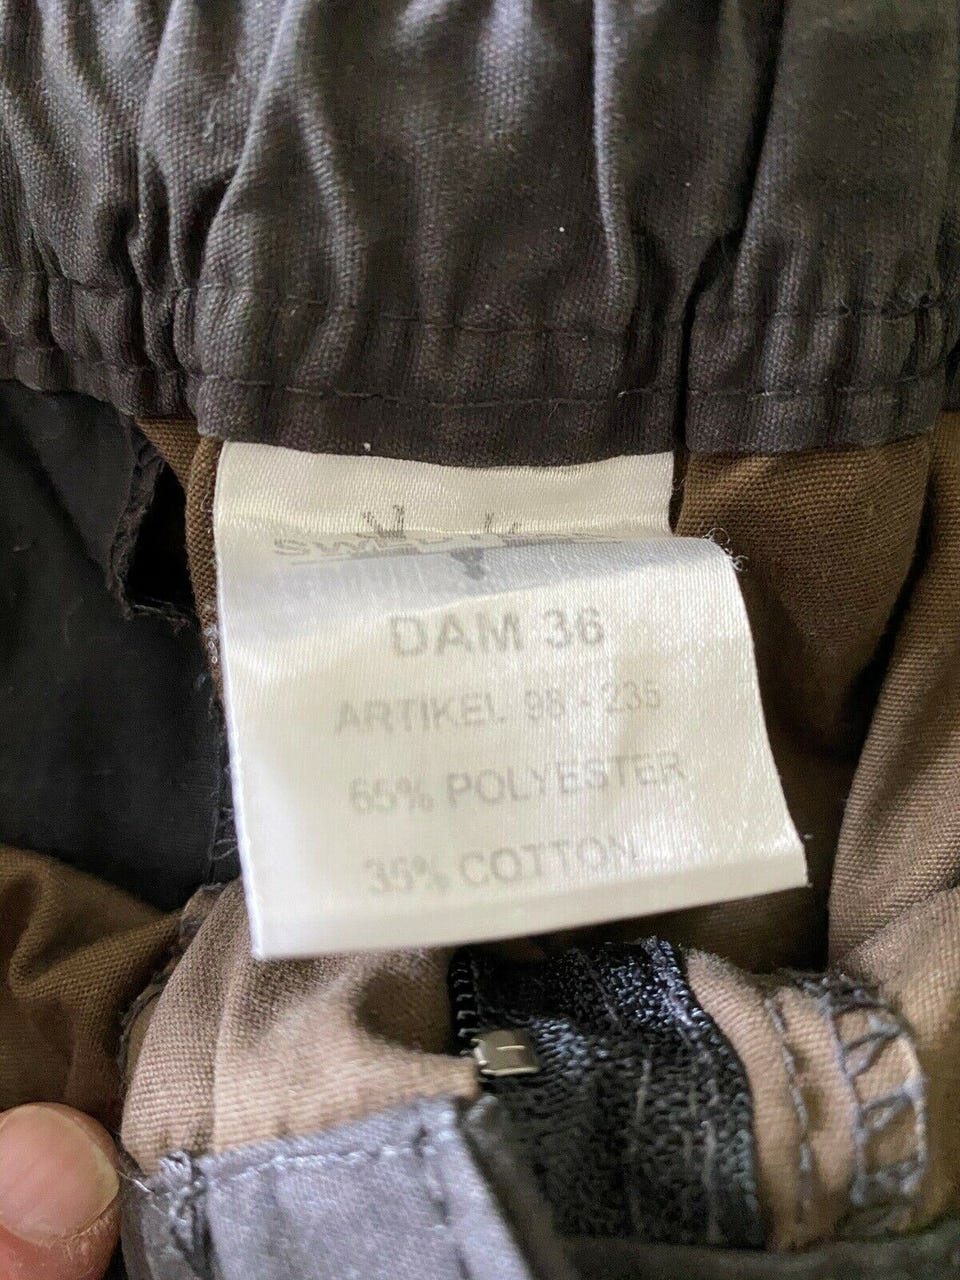 DAM 36
ARTIKEL 98 - 235
65% POLYESTER
35% COTTON